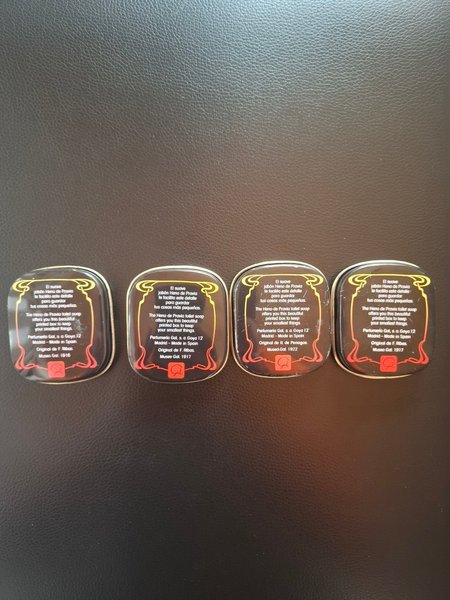 El suave
jabón Heno de Pravia
te facilita este detalle
para guardar
tus cosas más pequeñas.
The Heno de Pravia toilet soap
offers you this beautiful
printed box to keep
your smallest things.
Perfumería Gal, s. a. Goya 12
Madrid - Made in Spain
Original de F. Ribas.
Museo Gal. 1916
El suave
jabón Heno de Pravia
te facilita este detalle
para guardar
tus cosas más pequeñas.
The Heno de Pravia toilet soap
offers you this beautiful
printed box to keep
your smallest things.
Perfumería Gal, s. a. Goya 12
Madrid - Made in Spain
Original de F. Ribas.
Museo Gal. 1917
El suave
jabón Heno de Pravia
te facilita este detalle
para guardar
tus cosas más pequeñas.
The Heno de Pravia toilet soap
offers you this beautiful
printed box to keep
your smallest things.
Perfumería Gal, s. a. Goya 12
Madrid - Made in Spain
Original de R. de Penagos.
Museo Gal. 1922
El suave
jabón Heno de Pravia
te facilita este detalle
para guardar
tus cosas más pequeñas.
The Heno de Pravia toilet soap
offers you this beautiful
printed box to keep
your smallest things.
Perfumería Gal, s. a. Goya 12
Madrid - Made in Spain
Original de F. Ribas.
Museo Gal. 1917